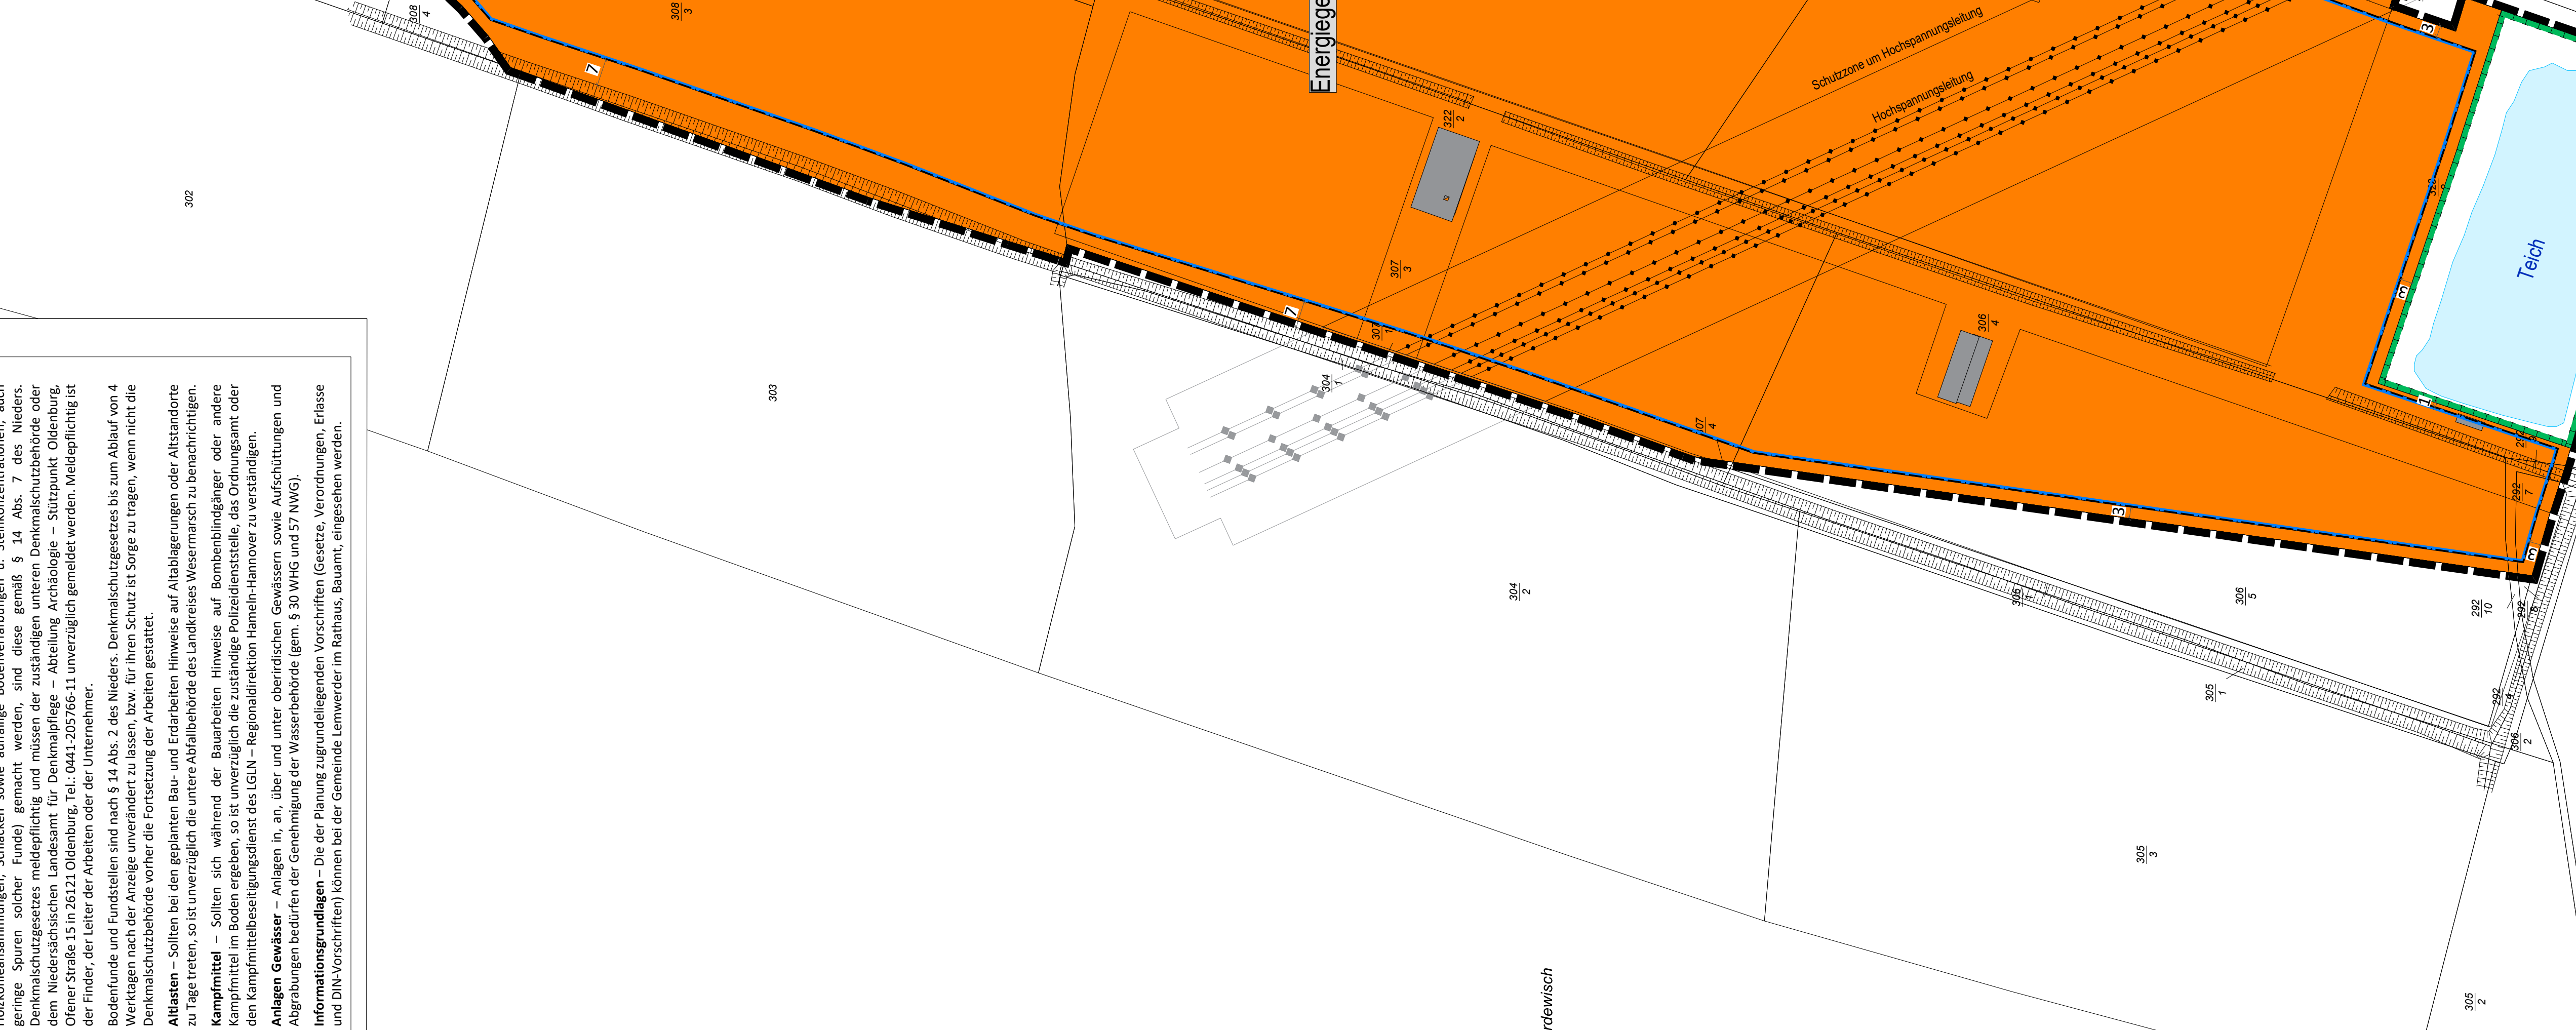 geringe Spuren solcher Funde) gemacht werden, sind diese gemäß § 14 Abs. 7 des Nieders.
Denkmalschutzgesetzes meldepflichtig und müssen der zuständigen unteren Denkmalschutzbehörde oder
dem Niedersächsischen Landesamt für Denkmalpflege – Abteilung Archäologie – Stützpunkt Oldenburg,
Ofener Straße 15 in 26121 Oldenburg, Tel.: 0441-205766-11 unverzüglich gemeldet werden. Meldepflichtig ist
der Finder, der Leiter der Arbeiten oder der Unternehmer.
Bodenfunde und Fundstellen sind nach § 14 Abs. 2 des Nieders. Denkmalschutzgesetzes bis zum Ablauf von 4
Werktagen nach der Anzeige unverändert zu lassen, bzw. für ihren Schutz ist Sorge zu tragen, wenn nicht die
Denkmalschutzbehörde vorher die Fortsetzung der Arbeiten gestattet.
Altlasten – Sollten bei den geplanten Bau- und Erdarbeiten Hinweise auf Altablagerungen oder Altstandorte
zu Tage treten, so ist unverzüglich die untere Abfallbehörde des Landkreises Wesermarsch zu benachrichtigen.
Kampfmittel – Sollten sich während der Bauarbeiten Hinweise auf Bombenblindgänger oder andere
Kampfmittel im Boden ergeben, so ist unverzüglich die zuständige Polizeidienststelle, das Ordnungsamt oder
den Kampfmittelbeseitigungsdienst des LGLN – Regionaldirektion Hameln-Hannover zu verständigen.
Anlagen Gewässer – Anlagen in, an, über und unter oberirdischen Gewässern sowie Aufschüttungen und
Abgrabungen bedürfen der Genehmigung der Wasserbehörde (gem. § 30 WHG und 57 NWG).
Informationsgrundlagen – Die der Planung zugrundeliegenden Vorschriften (Gesetze, Verordnungen, Erlasse
und DIN-Vorschriften) können bei der Gemeinde Lemwerder im Rathaus, Bauamt, eingesehen werden.
308
4
308
3
7
302
303
Energiege
322
2
Schutzzone um Hochspannungsleitung
Hochspannungsleitung
3
3
Teich
1
307
3
7
304
1
306
4
307
4
3
292
7
3
304
2
306
5
292
10
292
8
305
1
292
4
306
2
305
3
rdewisch
305
2